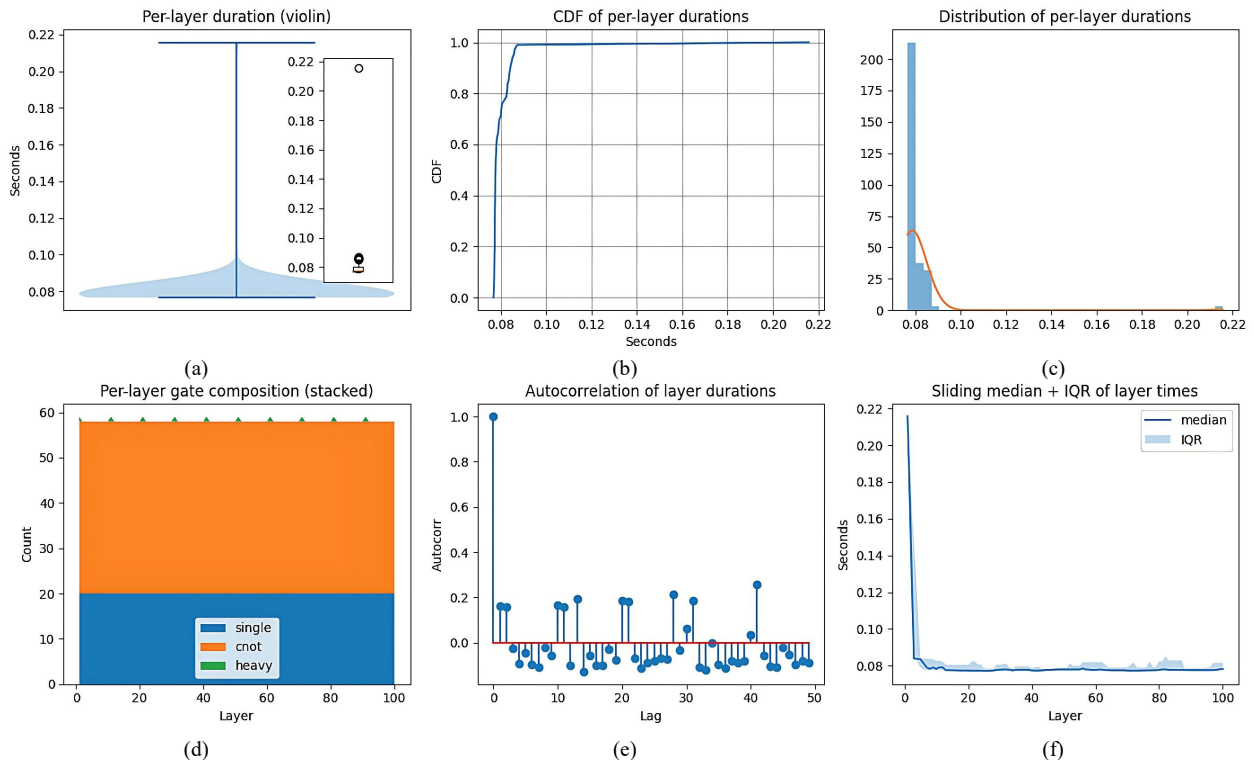 Per-layer duration (violin)
0.22
0.20
0.18
0.16
0.14
0.12
0.10
0.08
Seconds
0.22
0.20
0.18
0.16
0.14
0.12
0.10
0.08
(a)
CDF of per-layer durations
1.0
0.8
0.6
0.4
0.2
0.0
CDF
0.08 0.10 0.12 0.14 0.16 0.18 0.20 0.22
Seconds
(b)
Distribution of per-layer durations
200
175
150
125
100
75
50
25
0
0.08 0.10 0.12 0.14 0.16 0.18 0.20 0.22
(c)
Per-layer gate composition (stacked)
60
50
40
30
20
10
0
Count
single
cnot
heavy
0 20 40 60 80 100
Layer
(d)
Autocorrelation of layer durations
1.0
0.8
0.6
0.4
0.2
0.0
Autocorr
0 10 20 30 40 50
Lag
(e)
Sliding median + IQR of layer times
0.22
0.20
0.18
0.16
0.14
0.12
0.10
0.08
Seconds
median
IQR
0 20 40 60 80 100
Layer
(f)